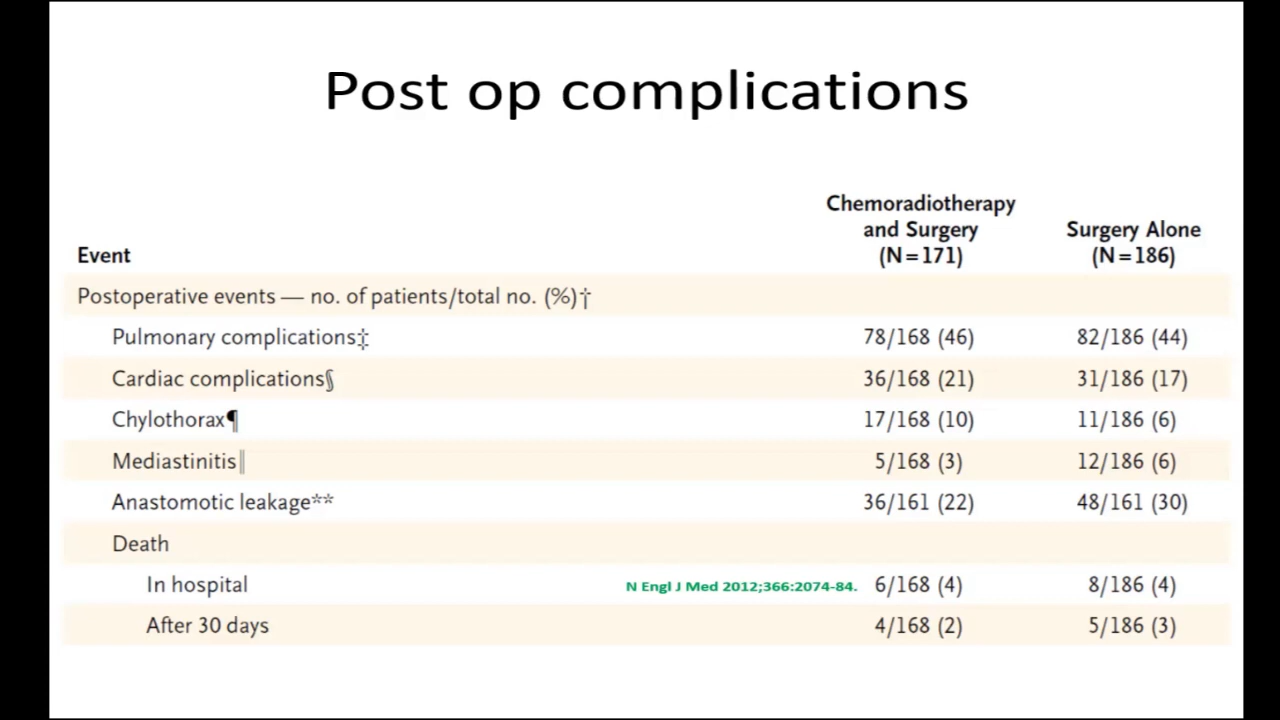 Post op complications
Chemoradiotherapy
and Surgery
(N=171)
Surgery Alone
(N=186)
Event
Postoperative events — no. of patients/total no. (%)†
Pulmonary complications‡ 78/168 (46) 82/186 (44)
Cardiac complications§ 36/168 (21) 31/186 (17)
Chylothorax¶ 17/168 (10) 11/186 (6)
Mediastinitis‖ 5/168 (3) 12/186 (6)
Anastomotic leakage** 36/161 (22) 48/161 (30)
Death
In hospital N Engl J Med 2012;366:2074-84. 6/168 (4) 8/186 (4)
After 30 days 4/168 (2) 5/186 (3)